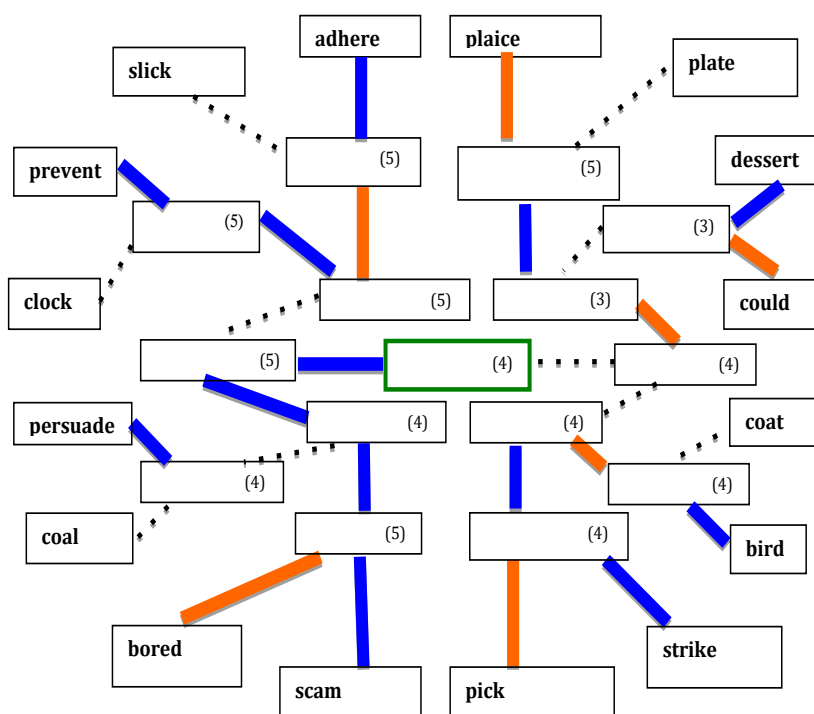 adhere
plaice
slick
plate
(5)
(5)
prevent
dessert
(5)
(3)
clock
(5)
(3)
could
(5)
(4)
(4)
persuade
(4)
(4)
coat
(4)
(4)
coal
(5)
(4)
bird
bored
strike
scam
pick